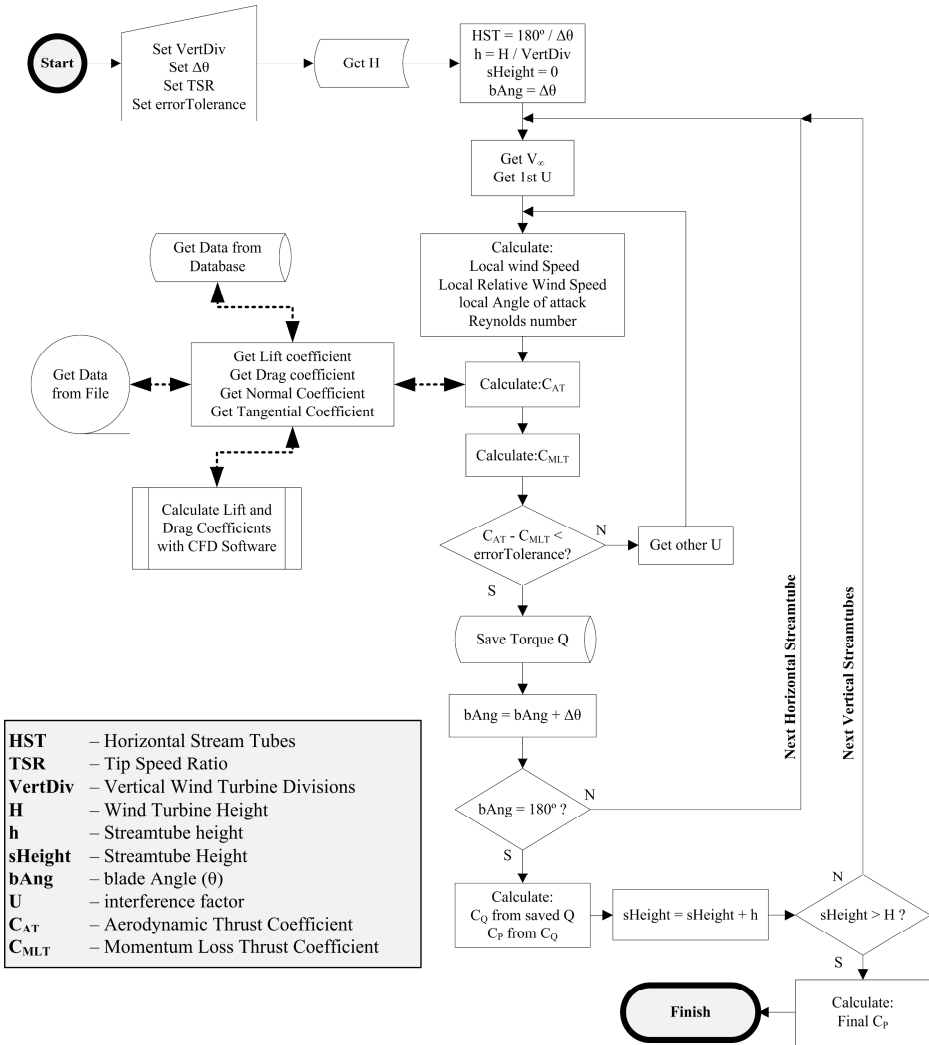 Start
Set VertDiv
Set Δθ
Set TSR
Set errorTolerance
Get H
HST = 180º / Δθ
h = H / VertDiv
sHeight = 0
bAng = Δθ
Get V∞
Get 1st U
Calculate:
Local wind Speed
Local Relative Wind Speed
local Angle of attack
Reynolds number
Get Data from
Database
Get Data
from File
Get Lift coefficient
Get Drag coefficient
Get Normal Coefficient
Get Tangential Coefficient
Calculate Lift and
Drag Coefficients
with CFD Software
Calculate:CAT
Calculate:CMLT
CAT - CMLT <
errorTolerance?
N
Get other U
S
Save Torque Q
bAng = bAng + Δθ
bAng = 180º ?
N
S
Next Horizontal Streamtube
Next Vertical Streamtubes
Calculate:
CQ from saved Q
CP from CQ
sHeight = sHeight + h
N
sHeight > H ?
S
Calculate:
Final CP
Finish
HST – Horizontal Stream Tubes
TSR – Tip Speed Ratio
VertDiv – Vertical Wind Turbine Divisions
H – Wind Turbine Height
h – Streamtube height
sHeight – Streamtube Height
bAng – blade Angle (θ)
U – interference factor
CAT – Aerodynamic Thrust Coefficient
CMLT – Momentum Loss Thrust Coefficient